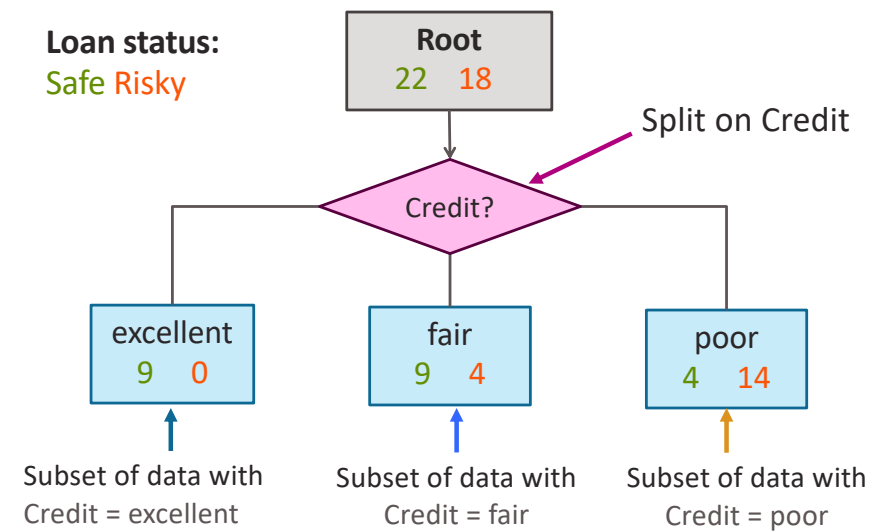 Loan status:
Safe Risky
Root
22 18
Split on Credit
Credit?
excellent
9 0
fair
9 4
poor
4 14
Subset of data with
Credit = excellent
Subset of data with
Credit = fair
Subset of data with
Credit = poor